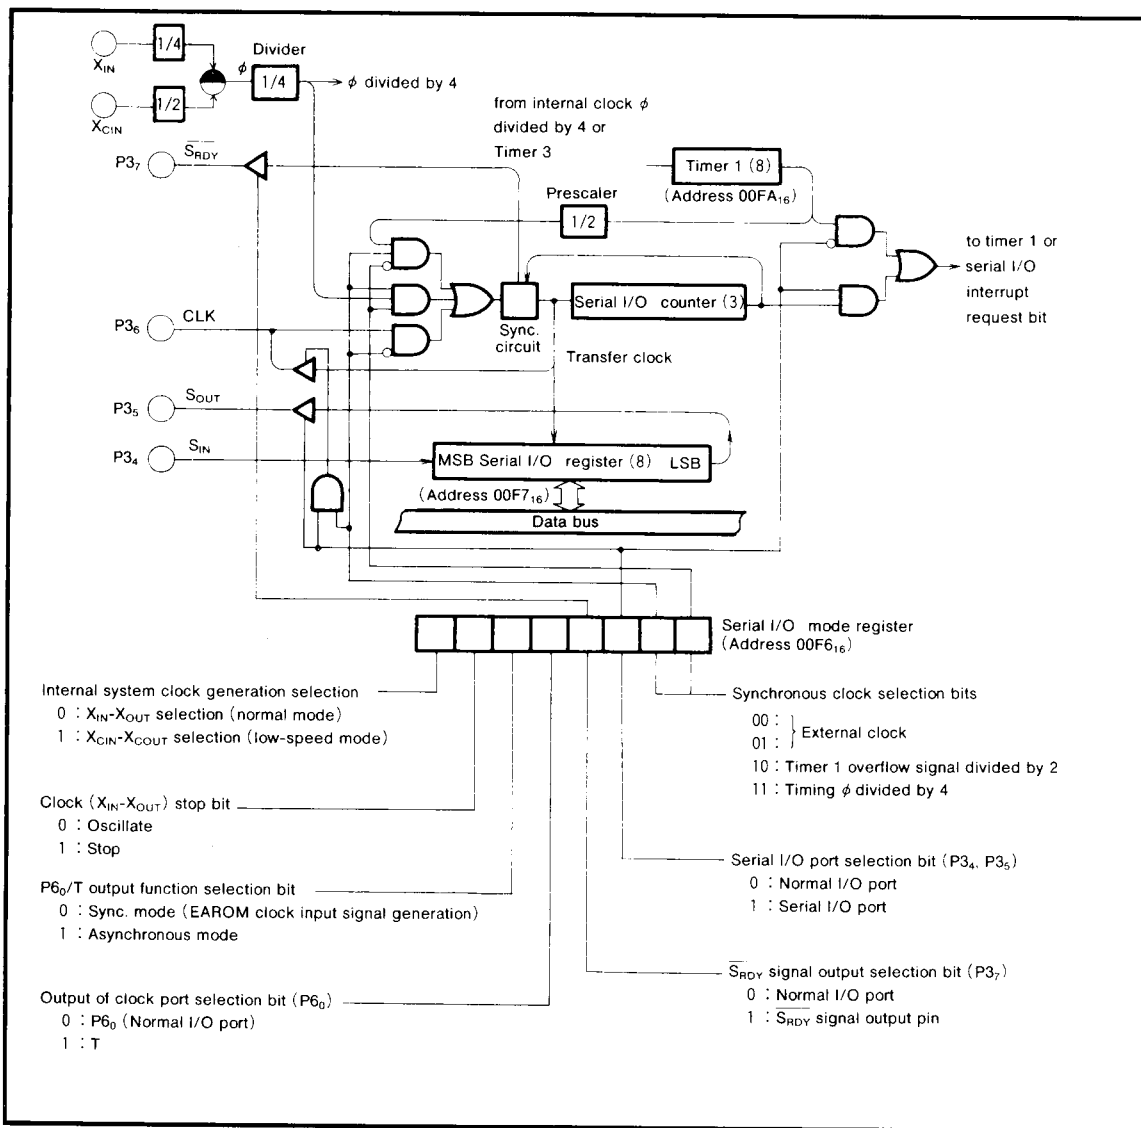 X_IN
1/4
Divider
φ
1/4
φ divided by 4
X_CIN
1/2
from internal clock φ
divided by 4 or
Timer 3
P3_7
S_RDY
Timer 1 (8)
(Address 00FA_16)
Prescaler
1/2
to timer 1 or
serial I/O
interrupt
request bit
P3_6
CLK
Sync.
circuit
Serial I/O counter (3)
Transfer clock
P3_5
S_OUT
P3_4
S_IN
MSB Serial I/O register (8) LSB
(Address 00F7_16)
Data bus
Serial I/O mode register
(Address 00F6_16)
Internal system clock generation selection
0 : X_IN-X_OUT selection (normal mode)
1 : X_CIN-X_COUT selection (low-speed mode)
Clock (X_IN-X_OUT) stop bit
0 : Oscillate
1 : Stop
P6_0/T output function selection bit
0 : Sync. mode (EAROM clock input signal generation)
1 : Asynchronous mode
Output of clock port selection bit (P6_0)
0 : P6_0 (Normal I/O port)
1 : T
Synchronous clock selection bits
00 :
01 :
External clock
10 : Timer 1 overflow signal divided by 2
11 : Timing φ divided by 4
Serial I/O port selection bit (P3_4, P3_5)
0 : Normal I/O port
1 : Serial I/O port
S_RDY signal output selection bit (P3_7)
0 : Normal I/O port
1 : S_RDY signal output pin